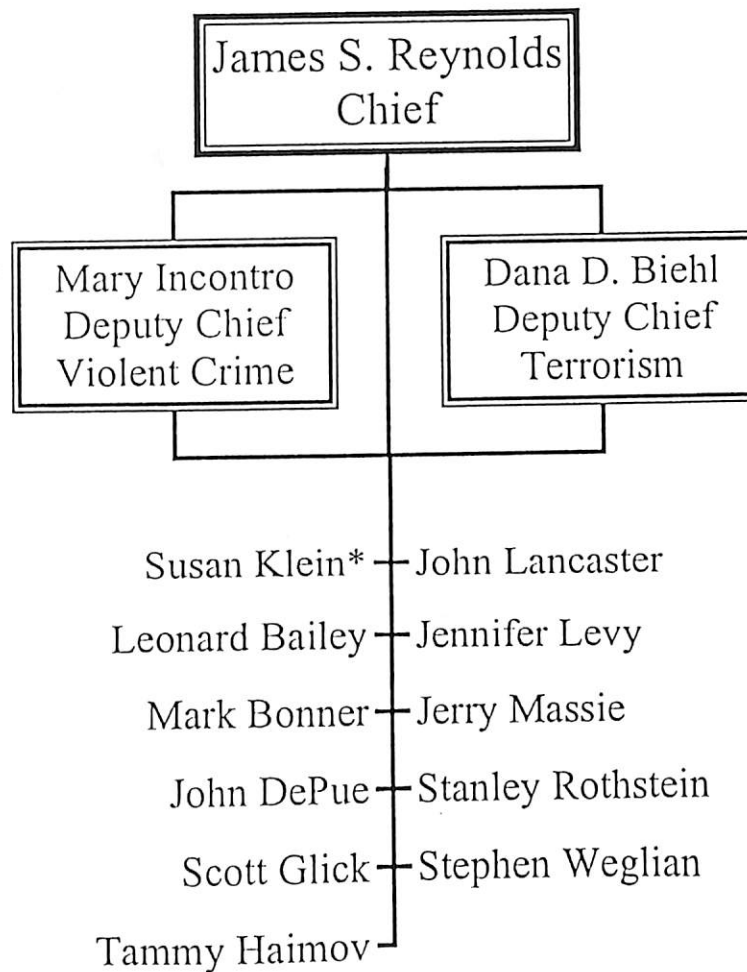 James S. Reynolds
Chief
Mary Incontro
Deputy Chief
Violent Crime
Dana D. Biehl
Deputy Chief
Terrorism
Susan Klein* John Lancaster
Leonard Bailey Jennifer Levy
Mark Bonner Jerry Massie
John DePue Stanley Rothstein
Scott Glick Stephen Weglian
Tammy Haimov